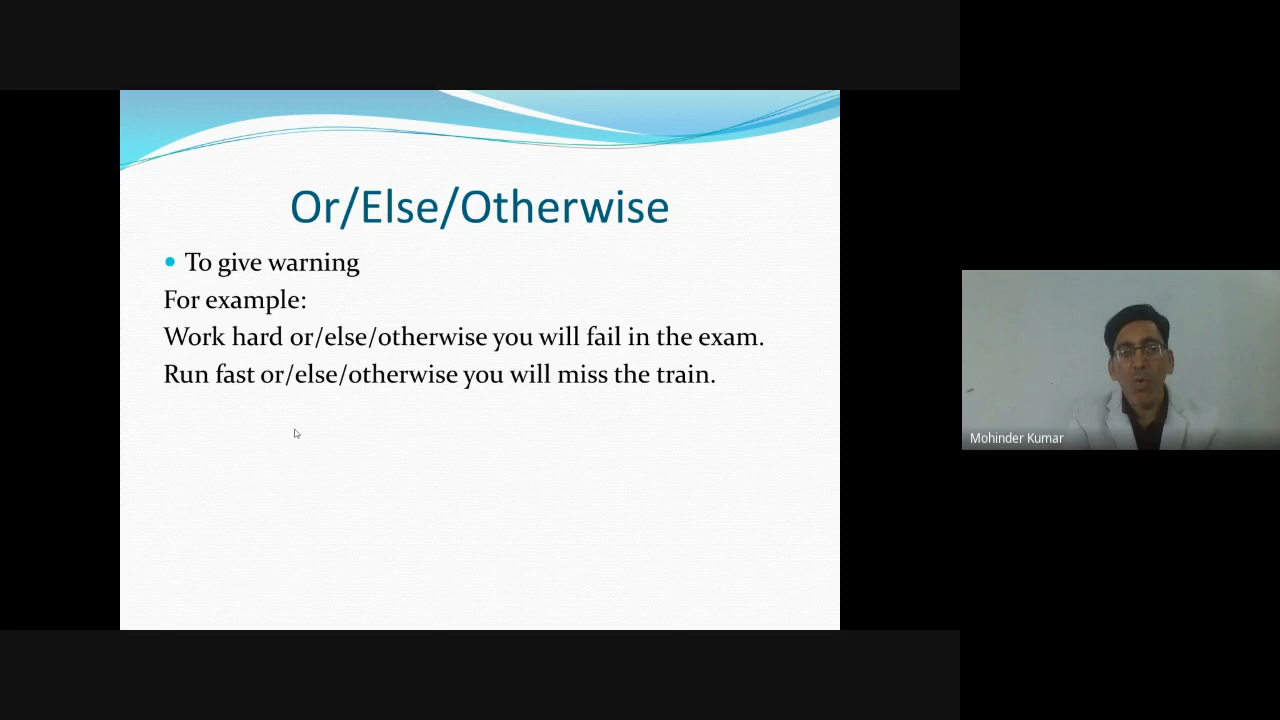 Or/Else/Otherwise
To give warning
For example:
Work hard or/else/otherwise you will fail in the exam.
Run fast or/else/otherwise you will miss the train.
Mohinder Kumar